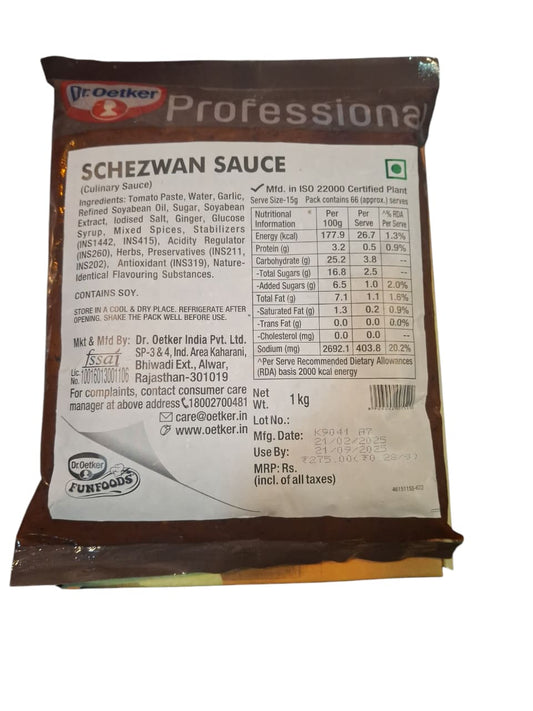 Dr.Oetker
Professional
SCHEZWAN SAUCE
(Culinary Sauce)
Ingredients: Tomato Paste, Water, Garlic,
Refined Soyabean Oil, Sugar, Soyabean
Extract, Iodised Salt, Ginger, Glucose
Syrup, Mixed Spices, Stabilizers
(INS1442, INS415), Acidity Regulator
(INS260), Herbs, Preservatives (INS211,
INS202), Antioxidant (INS319), Nature-
Identical Flavouring Substances.
CONTAINS SOY.
STORE IN A COOL & DRY PLACE. REFRIGERATE AFTER
OPENING. SHAKE THE PACK WELL BEFORE USE.
Mkt & Mfd By: Dr. Oetker India Pvt. Ltd.
SP-3 & 4, Ind. Area Kaharani,
Bhiwadi Ext., Alwar,
Rajasthan-301019
fssai
Lic. No. 10016013001106
For complaints, contact consumer care
manager at above address 18002700481
care@oetker.in
www.oetker.in
Dr.Oetker
FUNFOODS
✓ Mfd. in ISO 22000 Certified Plant
Serve Size-15g Pack contains 66 (approx.) serves
Nutritional Information * Per 100g Per Serve ^% RDA Per Serve
Energy (kcal) 177.9 26.7 1.3%
Protein (g) 3.2 0.5 0.9%
Carbohydrate (g) 25.2 3.8 --
-Total Sugars (g) 16.8 2.5 --
-Added Sugars (g) 6.5 1.0 2.0%
Total Fat (g) 7.1 1.1 1.6%
-Saturated Fat (g) 1.3 0.2 0.9%
-Trans Fat (g) 0.0 0.0 0.0%
-Cholesterol (mg) 0.0 0.0 --
Sodium (mg) 2692.1 403.8 20.2%
^Per Serve Recommended Dietary Allowances
(RDA) basis 2000 kcal energy
Net Wt. 1 kg
Lot No.: K9041 A7
Mfg. Date: 21/02/2025
Use By: 21/09/2025
MRP: Rs. ₹275.00(₹0.28/g)
(incl. of all taxes)